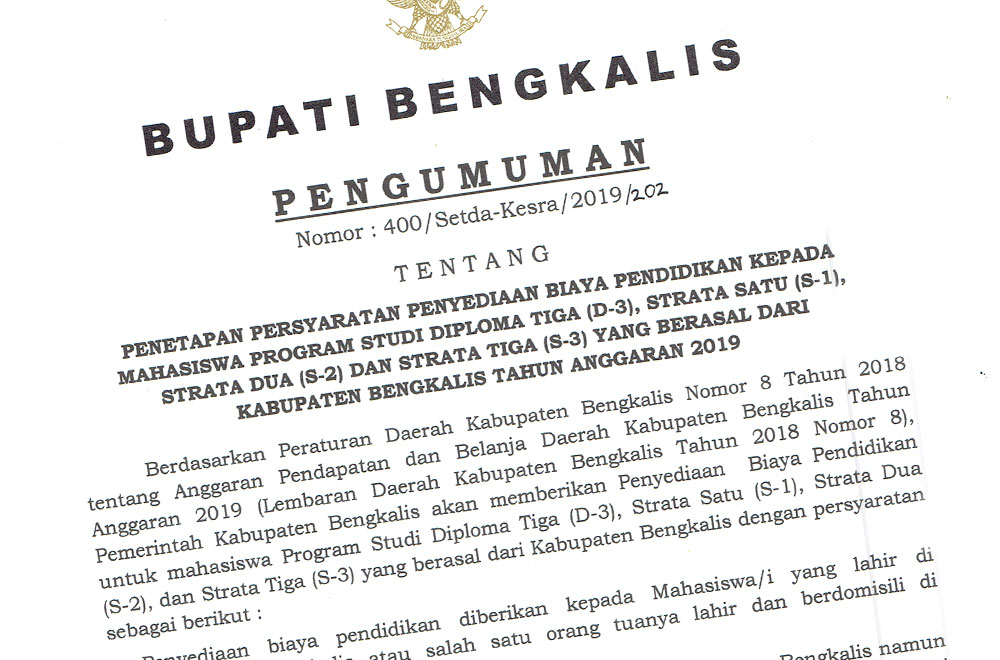 BUPATI BENGKALIS
PENGUMUMAN
Nomor : 400/Setda-Kesra/2019/202
TENTANG
PENETAPAN PERSYARATAN PENYEDIAAN BIAYA PENDIDIKAN KEPADA
MAHASISWA PROGRAM STUDI DIPLOMA TIGA (D-3), STRATA SATU (S-1),
STRATA DUA (S-2) DAN STRATA TIGA (S-3) YANG BERASAL DARI
KABUPATEN BENGKALIS TAHUN ANGGARAN 2019
Berdasarkan Peraturan Daerah Kabupaten Bengkalis Nomor 8 Tahun 2018
tentang Anggaran Pendapatan dan Belanja Daerah Kabupaten Bengkalis Tahun
Anggaran 2019 (Lembaran Daerah Kabupaten Bengkalis Tahun 2018 Nomor 8),
Pemerintah Kabupaten Bengkalis akan memberikan Penyediaan Biaya Pendidikan
untuk mahasiswa Program Studi Diploma Tiga (D-3), Strata Satu (S-1), Strata Dua
(S-2), dan Strata Tiga (S-3) yang berasal dari Kabupaten Bengkalis dengan persyaratan
sebagai berikut :
biaya pendidikan diberikan kepada Mahasiswa/i yang lahir di
atau salah satu orang tuanya lahir dan berdomisili di
Bengkalis namun